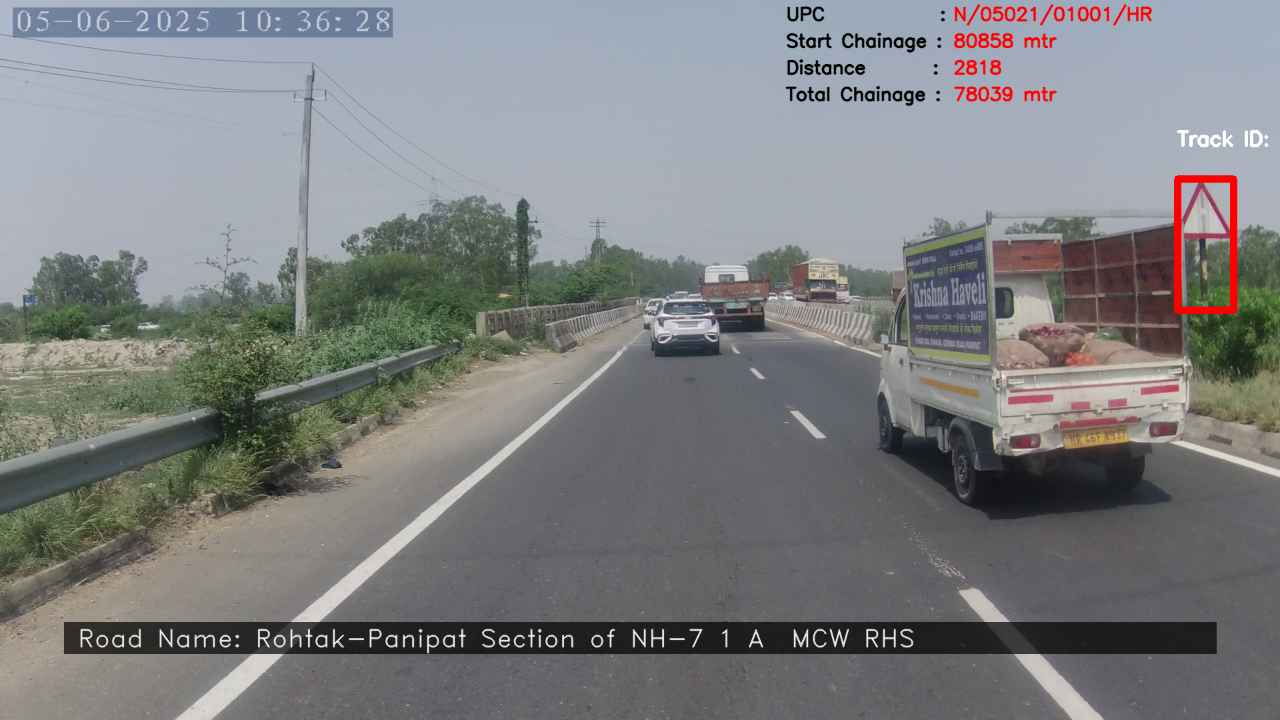 05-06-2025 10:36:28
UPC : N/05021/01001/HR
Start Chainage : 80858 mtr
Distance : 2818
Total Chainage : 78039 mtr
Track ID:
Krishna Haveli
Road Name: Rohtak-Panipat Section of NH-7 1 A MCW RHS